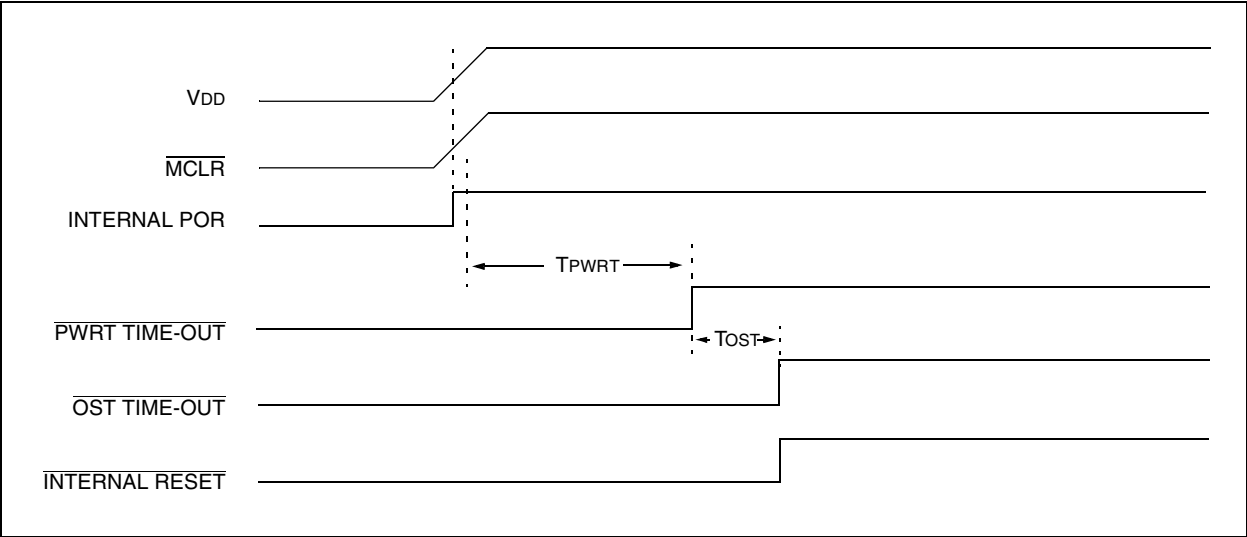 VDD
MCLR
INTERNAL POR
TPWRT
PWRT TIME-OUT
TOST
OST TIME-OUT
INTERNAL RESET